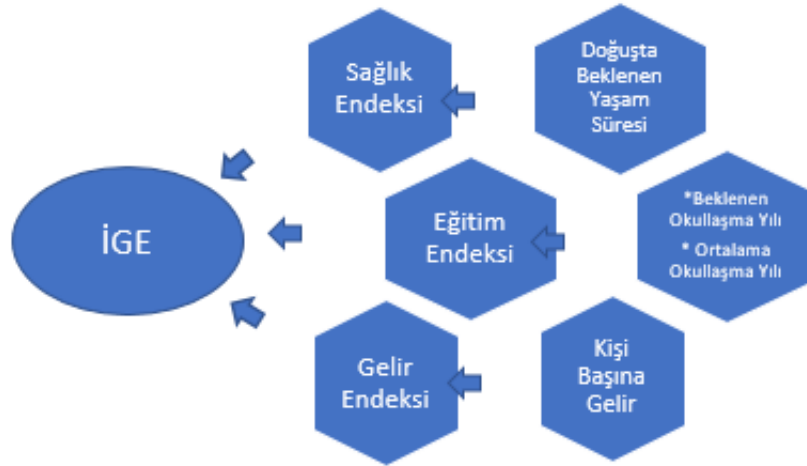 Sağlık
Endeksi
Doğuşta
Beklenen
Yaşam
Süresi
İGE
Eğitim
Endeksi
*Beklenen
Okullaşma Yılı
* Ortalama
Okullaşma Yılı
Gelir
Endeksi
Kişi
Başına
Gelir